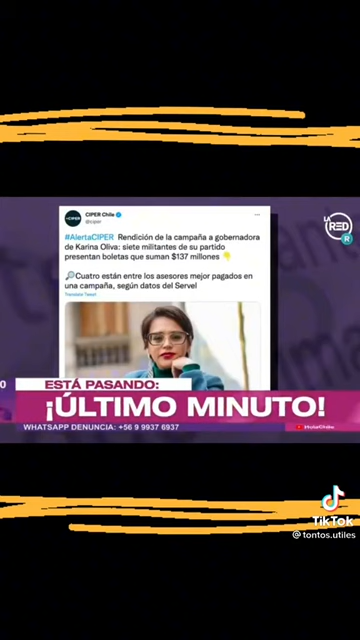 CIPER Chile
@ciper
LA
RED
R
#AlertaCIPER Rendición de la campaña a gobernadora
de Karina Oliva: siete militantes de su partido
presentan boletas que suman $137 millones 👇
🔎Cuatro están entre los asesores mejor pagados en
una campaña, según datos del Servel
Translate Tweet
ESTÁ PASANDO:
¡ÚLTIMO MINUTO!
WHATSAPP DENUNCIA: +56 9 9937 6937
TikTok
@tontos.utiles